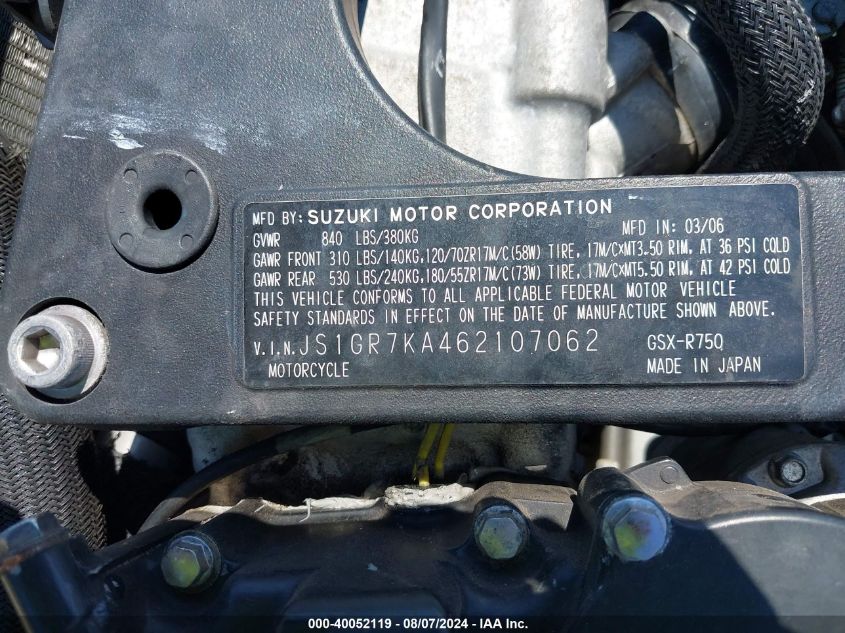 MFD BY: SUZUKI MOTOR CORPORATION
GVWR 840 LBS/380KG MFD IN: 03/06
GAWR FRONT 310 LBS/140KG, 120/70ZR17M/C(58W) TIRE, 17M/C×MT3.50 RIM, AT 36 PSI COLD
GAWR REAR 530 LBS/240KG, 180/55ZR17M/C(73W) TIRE, 17M/C×MT5.50 RIM, AT 42 PSI COLD
THIS VEHICLE CONFORMS TO ALL APPLICABLE FEDERAL MOTOR VEHICLE
SAFETY STANDARDS IN EFFECT ON THE DATE OF MANUFACTURE SHOWN ABOVE.
V.I.N. JS1GR7KA462107062 GSX-R750
MOTORCYCLE MADE IN JAPAN
000-40052119 - 08/07/2024 - IAA Inc.